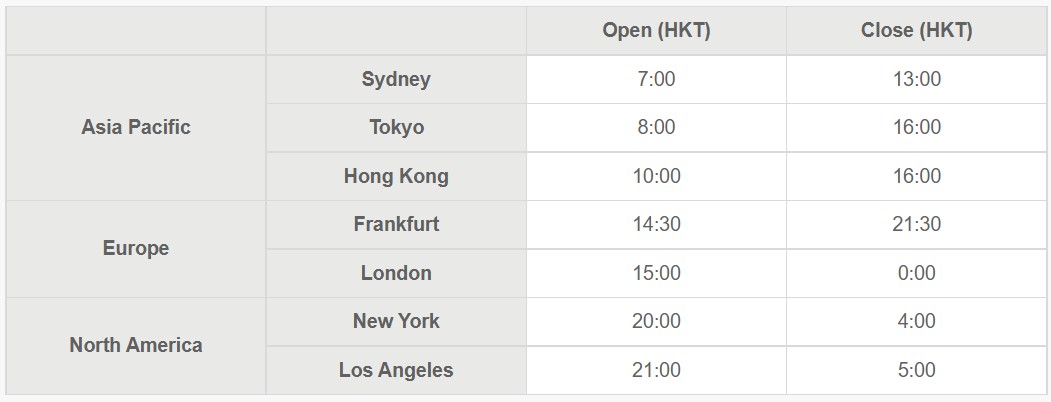 Open (HKT) Close (HKT)
Asia Pacific
Sydney 7:00 13:00
Tokyo 8:00 16:00
Hong Kong 10:00 16:00
Europe
Frankfurt 14:30 21:30
London 15:00 0:00
North America
New York 20:00 4:00
Los Angeles 21:00 5:00